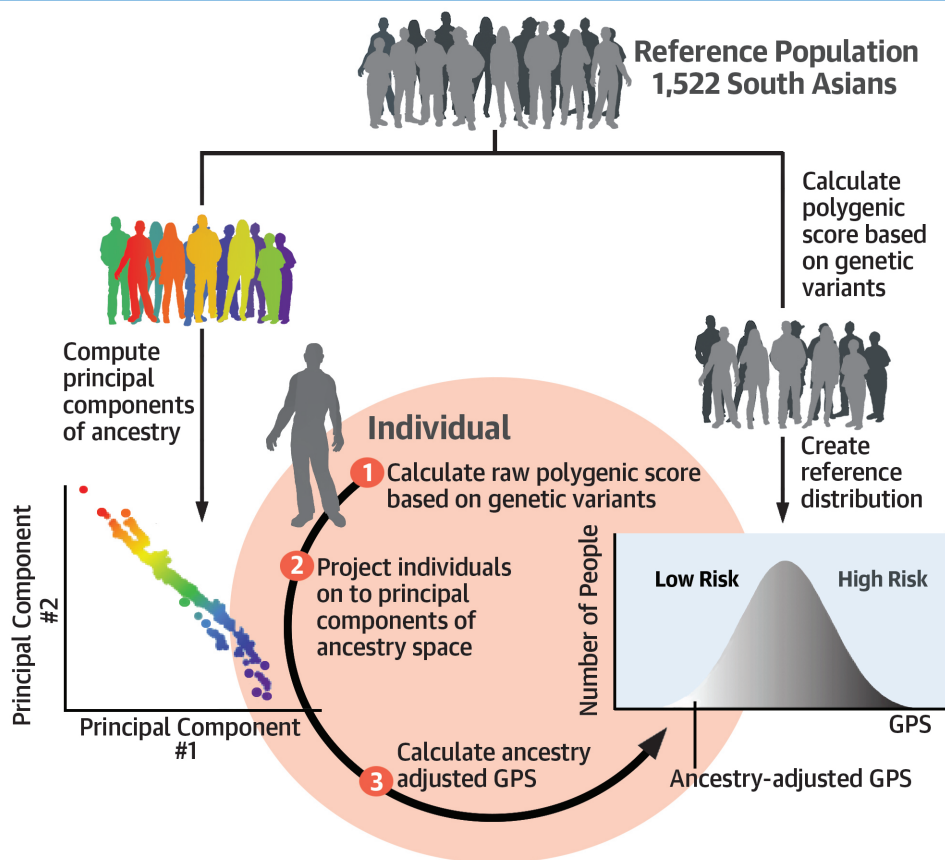 Reference Population
1,522 South Asians
Calculate
polygenic
score based
on genetic
variants
Compute
principal
components
of ancestry
Individual
1 Calculate raw polygenic score
based on genetic variants
2 Project individuals
on to principal
components of
ancestry space
3 Calculate ancestry
adjusted GPS
Create
reference
distribution
Principal Component
#2
Principal Component
#1
Number of People
Low Risk
High Risk
GPS
Ancestry-adjusted GPS